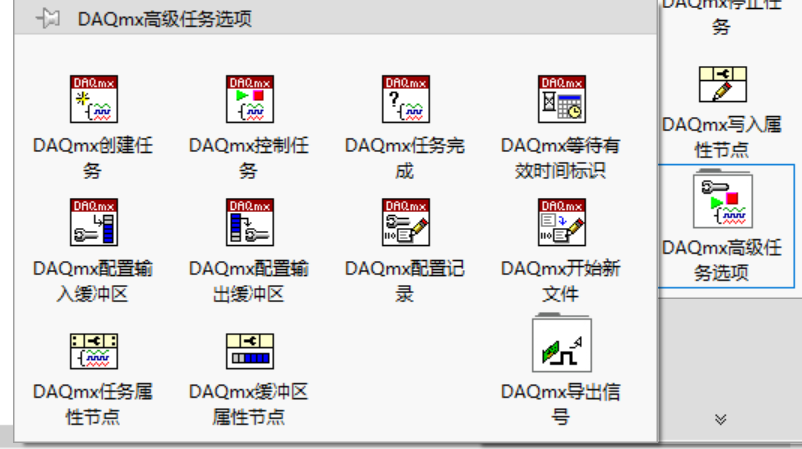 DAQmx高级任务选项
DAQmx停止任
务
DAQmx
DAQmx
DAQmx
DAQmx
DAQmx创建任
务
DAQmx控制任
务
DAQmx任务完
成
DAQmx等待有
效时间标识
DAQmx写入属
性节点
DAQmx
DAQmx
DAQmx
DAQmx
DAQmx配置输
入缓冲区
DAQmx配置输
出缓冲区
DAQmx配置记
录
DAQmx开始新
文件
DAQmx高级任
务选项
DAQmx任务属
性节点
DAQmx缓冲区
属性节点
DAQmx导出信
号